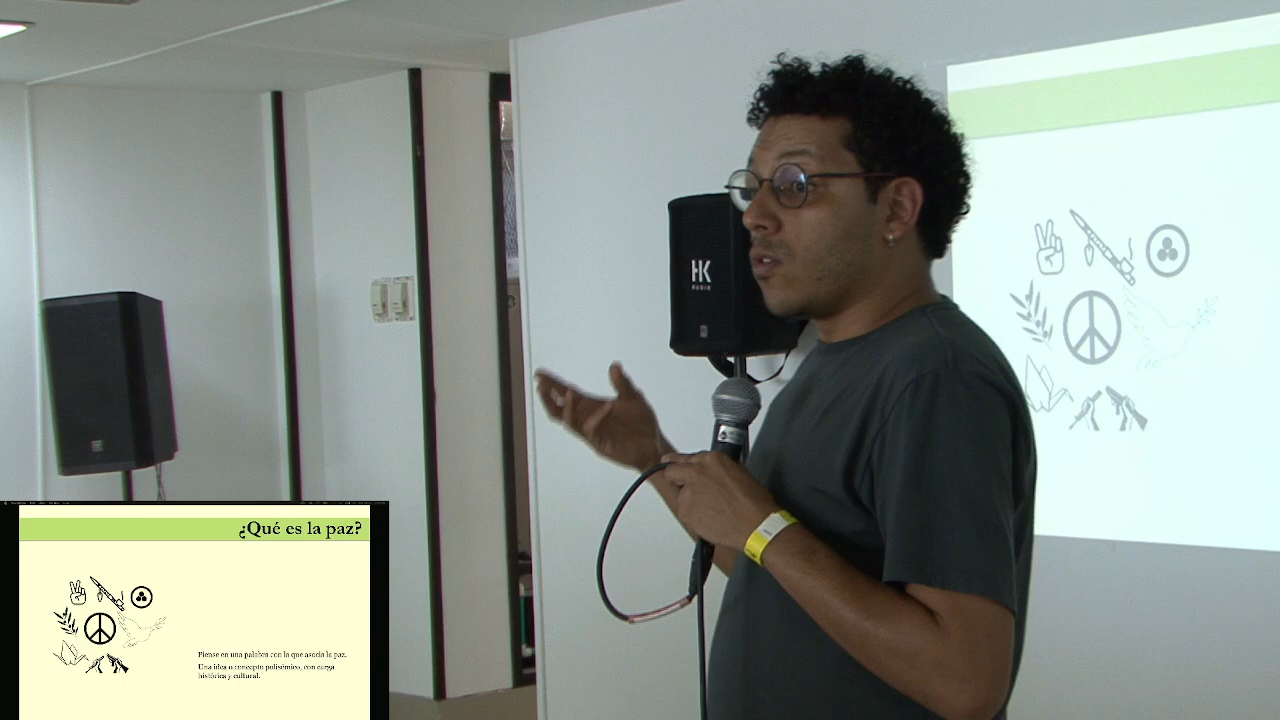 HK
AUDIO
¿Qué es la paz?
Piense en una palabra con la que asocia la paz.
Una idea o concepto polisémico, con carga
histórica y cultural.